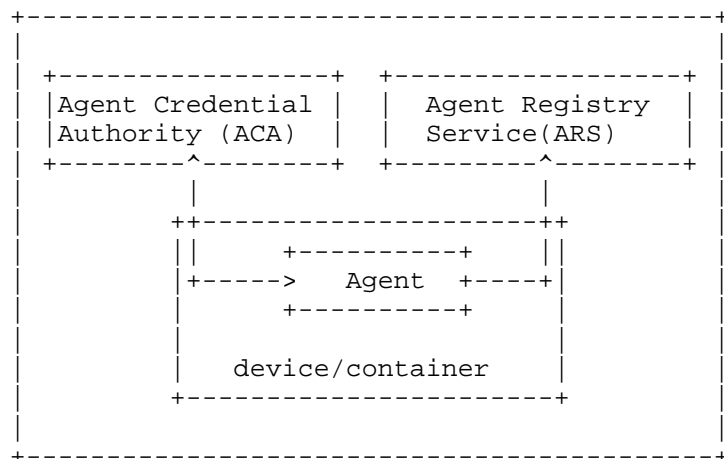 Agent Credential Agent Registry
Authority (ACA) Service(ARS)
Agent
device/container